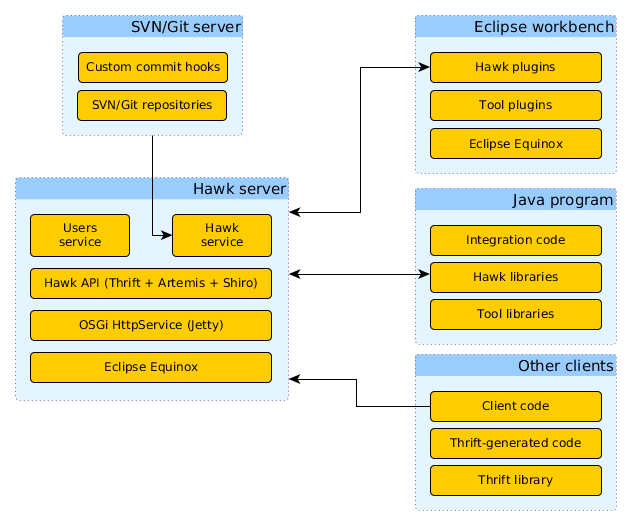 SVN/Git server
Custom commit hooks
SVN/Git repositories
Hawk server
Users
service
Hawk
service
Hawk API (Thrift + Artemis + Shiro)
OSGi HttpService (Jetty)
Eclipse Equinox
Eclipse workbench
Hawk plugins
Tool plugins
Eclipse Equinox
Java program
Integration code
Hawk libraries
Tool libraries
Other clients
Client code
Thrift-generated code
Thrift library